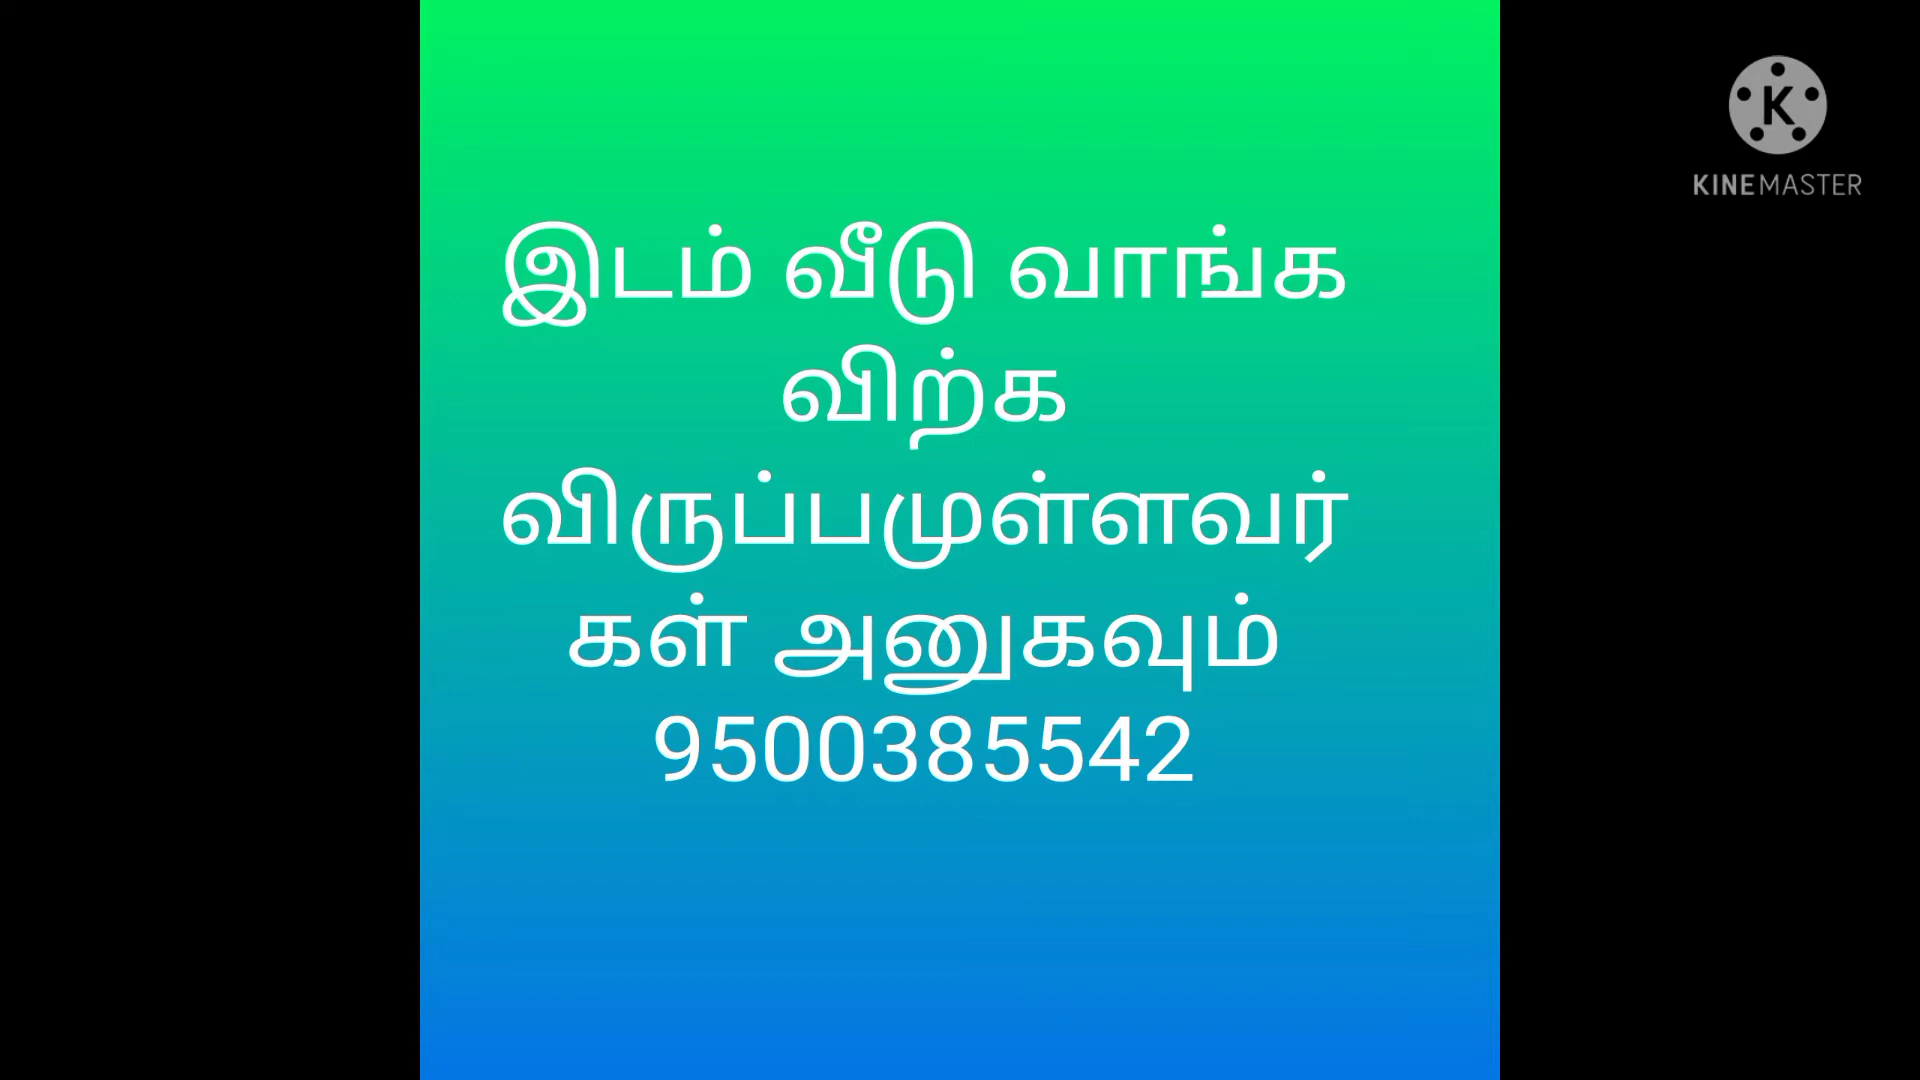 இடம் வீடு வாங்க
விற்க
விருப்பமுள்ளவர்
கள் அனுகவும்
9500385542
K
KINEMASTER